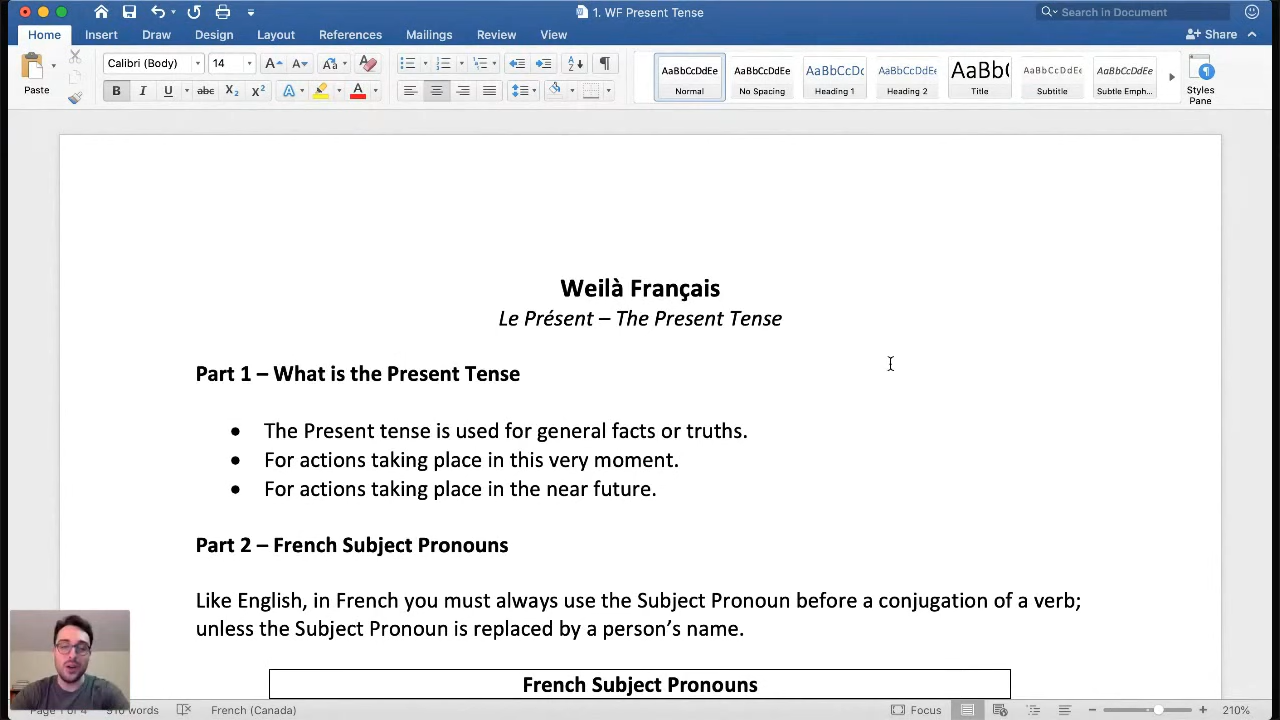 1. WF Present Tense
Search in Document
Home Insert Draw Design Layout References Mailings Review View
Share
Paste
Calibri (Body) 14
AaBbCcDdEe AaBbCcDdEe AaBbCcDc AaBbCcDdEe AaBb( AaBbCcDdEe AaBbCcDdEe
Normal No Spacing Heading 1 Heading 2 Title Subtitle Subtle Emph...
Styles
Pane
Weilà Français
Le Présent – The Present Tense
Part 1 – What is the Present Tense
• The Present tense is used for general facts or truths.
• For actions taking place in this very moment.
• For actions taking place in the near future.
Part 2 – French Subject Pronouns
Like English, in French you must always use the Subject Pronoun before a conjugation of a verb;
unless the Subject Pronoun is replaced by a person's name.
French Subject Pronouns
Page 1 of 4 910 words French (Canada) Focus 210%